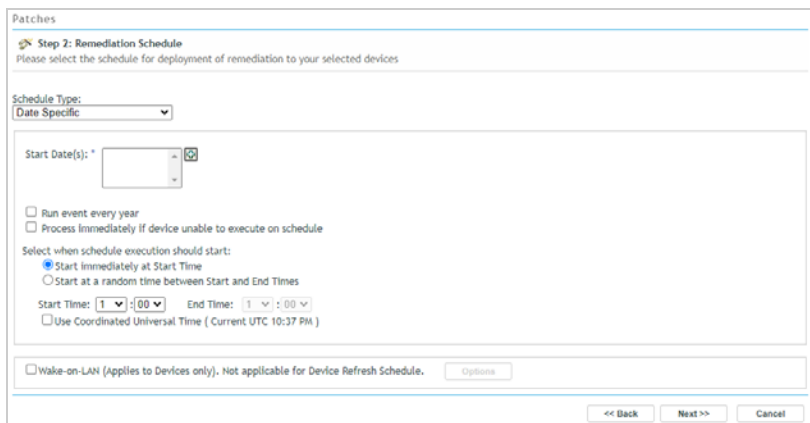 Patches
Step 2: Remediation Schedule
Please select the schedule for deployment of remediation to your selected devices
Schedule Type:
Date Specific
Start Date(s): *
Run event every year
Process immediately if device unable to execute on schedule
Select when schedule execution should start:
Start immediately at Start Time
Start at a random time between Start and End Times
Start Time: 1 : 00 End Time: 1 : 00
Use Coordinated Universal Time ( Current UTC 10:37 PM )
Wake-on-LAN (Applies to Devices only). Not applicable for Device Refresh Schedule. Options
<< Back Next >> Cancel